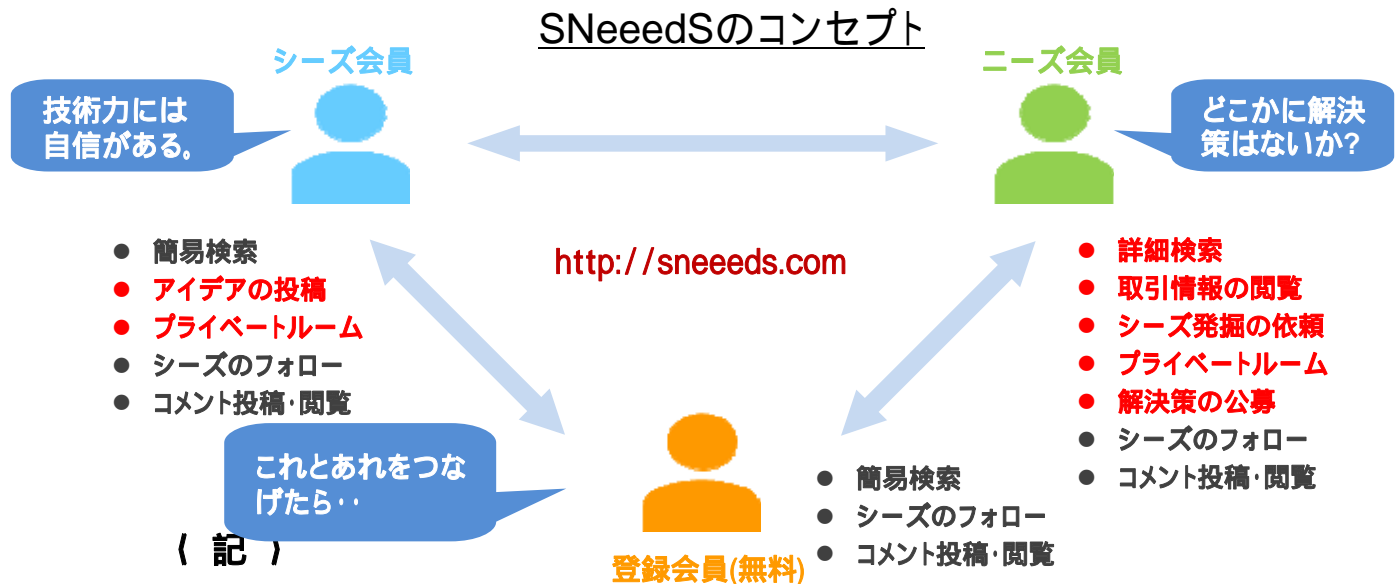 SNeeedSのコンセプト
シーズ会員
ニーズ会員
技術力には
自信がある。
どこかに解決
策はないか?
http://sneeeds.com
● 簡易検索
● アイデアの投稿
● プライベートルーム
● シーズのフォロー
● コメント投稿・閲覧
● 詳細検索
● 取引情報の閲覧
● シーズ発掘の依頼
● プライベートルーム
● 解決策の公募
● シーズのフォロー
● コメント投稿・閲覧
これとあれをつな
げたら・・
● 簡易検索
● シーズのフォロー
● コメント投稿・閲覧
( 記 )
登録会員(無料)